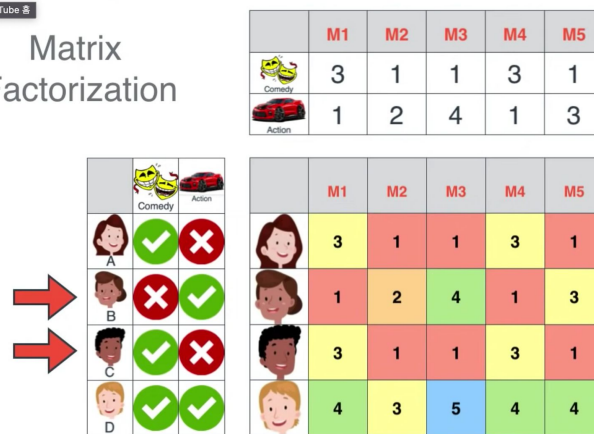 Tube 홈
Matrix
Factorization
M1 M2 M3 M4 M5
Comedy 3 1 1 3 1
Action 1 2 4 1 3
Comedy Action
M1 M2 M3 M4 M5
A
3 1 1 3 1
B
1 2 4 1 3
C
3 1 1 3 1
D
4 3 5 4 4